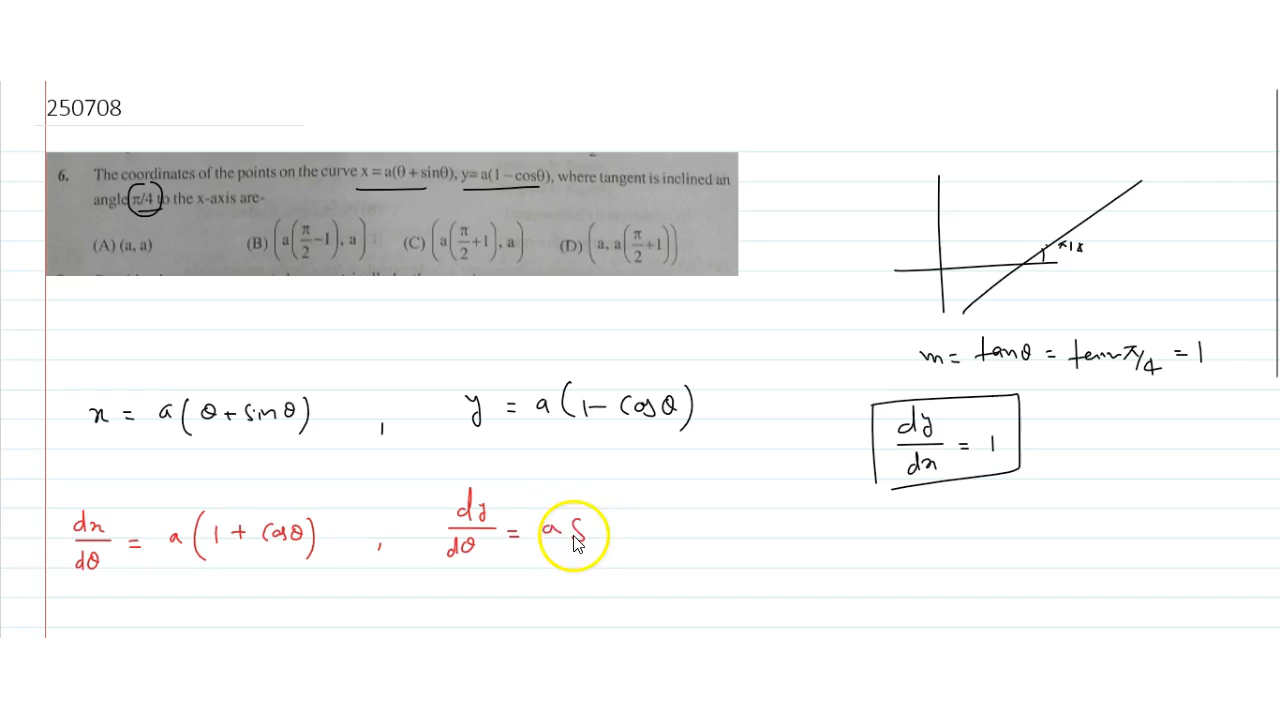 250708
6. The coordinates of the points on the curve x = a(θ + sinθ), y= a(1 – cosθ), where tangent is inclined an
angle π/4 to the x-axis are-
(A) (a, a) (B) (a(π/2 – 1), a) (C) (a(π/2 + 1), a) (D) (a, a(π/2 + 1))
m = tanθ = tan π/4 = 1
x = a(θ + sinθ) , y = a(1 – cosθ)
dy/dx = 1
dx/dθ = a(1 + cosθ) , dy/dθ = a s